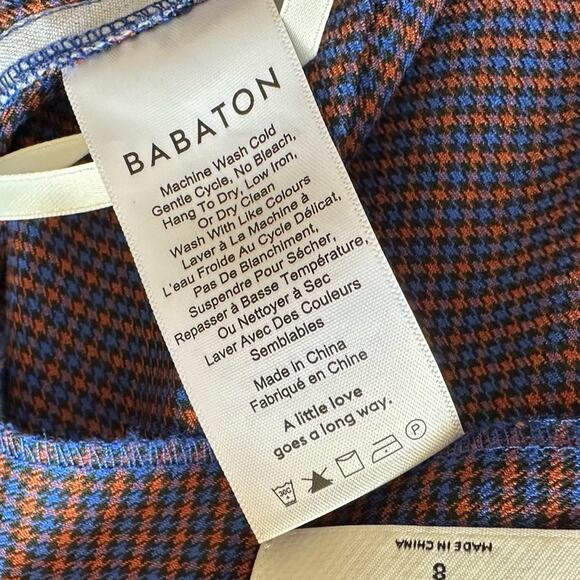 BABATON
Machine Wash Cold
Gentle Cycle, No Bleach,
Hang To Dry, Low Iron,
Or Dry Clean
Wash With Like Colours
Laver à La Machine à
L'eau Froide Au Cycle Délicat,
Pas De Blanchiment,
Suspendre Pour Sécher,
Repasser à Basse Température,
Ou Nettoyer à Sec
Laver Avec Des Couleurs
Semblables
Made in China
Fabriqué en Chine
A little love
goes a long way.
30C P
MADE IN CHINA
8